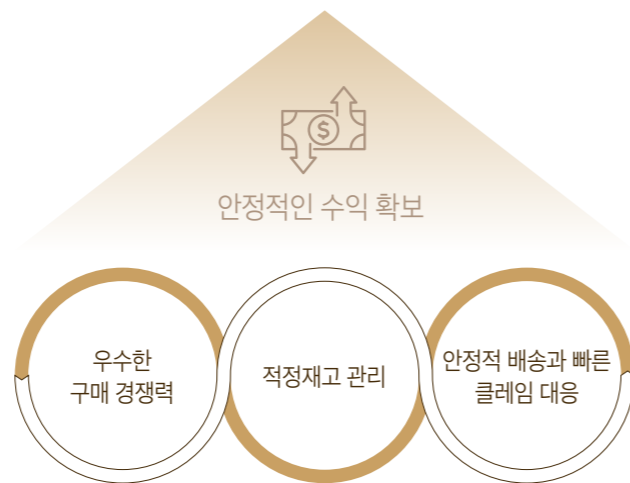 $
안정적인 수익 확보
우수한
구매 경쟁력
적정재고 관리
안정적 배송과 빠른
클레임 대응